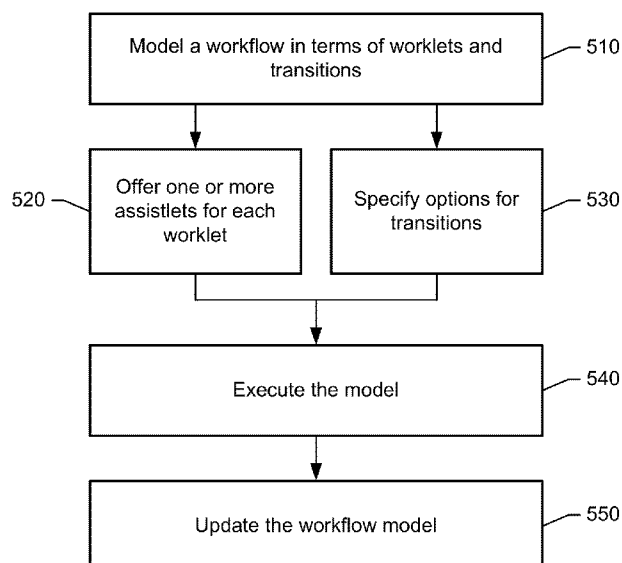 Model a workflow in terms of worklets and
transitions
510
520
Offer one or more
assistlets for each
worklet
Specify options for
transitions
530
Execute the model
540
Update the workflow model
550